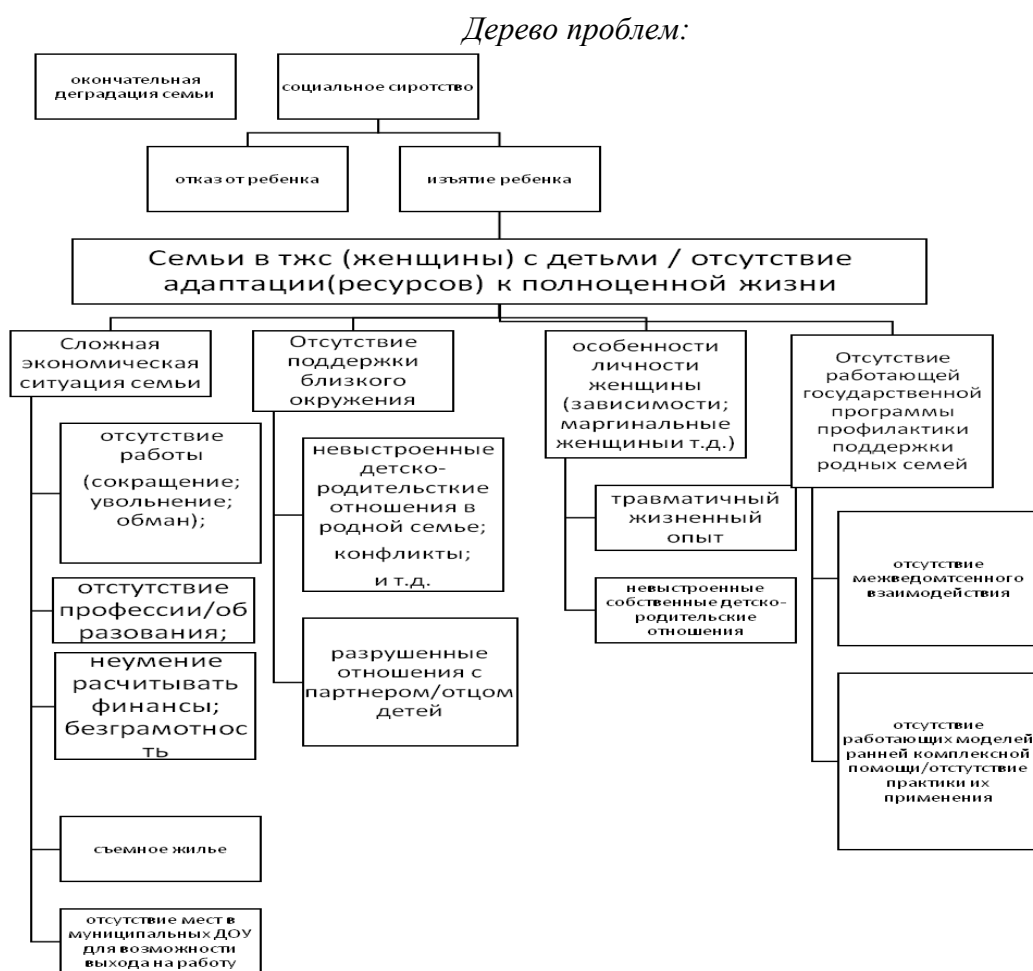 Дерево проблем:
окончательная
деградация семьи
социальное сиротство
отказ от ребенка
изъятие ребенка
Семьи в тжс (женщины) с детьми / отсутствие
адаптации(ресурсов) к полноценной жизни
Сложная
экономическая
ситуация семьи
отсутствие
работы
(сокращение;
увольнение;
обман);
отстутствие
профессии/об
разования;
неумение
расчитывать
финансы;
безграмотнос
ть
съемное жилье
отсутствие мест в
муниципальных ДОУ
для возможности
выхода на работу
Отсутствие
поддержки
близкого
окружения
невыстроенные
детско-
родительсткие
отношения в
родной семье;
конфликты;
и т.д.
разрушенные
отношения с
партнером/отцом
детей
особенности
личности
женщины
(зависимости;
маргинальные
женщиныи т.д.)
травматичный
жизненный
опыт
невыстроенные
собственные детско-
родительские
отношения
Отсутствие
работающей
государственной
программы
профилактики
поддержки
родных семей
отсутствие
межведомтсенного
взаимодействия
отсутствие
работающих моделей
ранней комплексной
помощи/отстутствие
практики их
применения